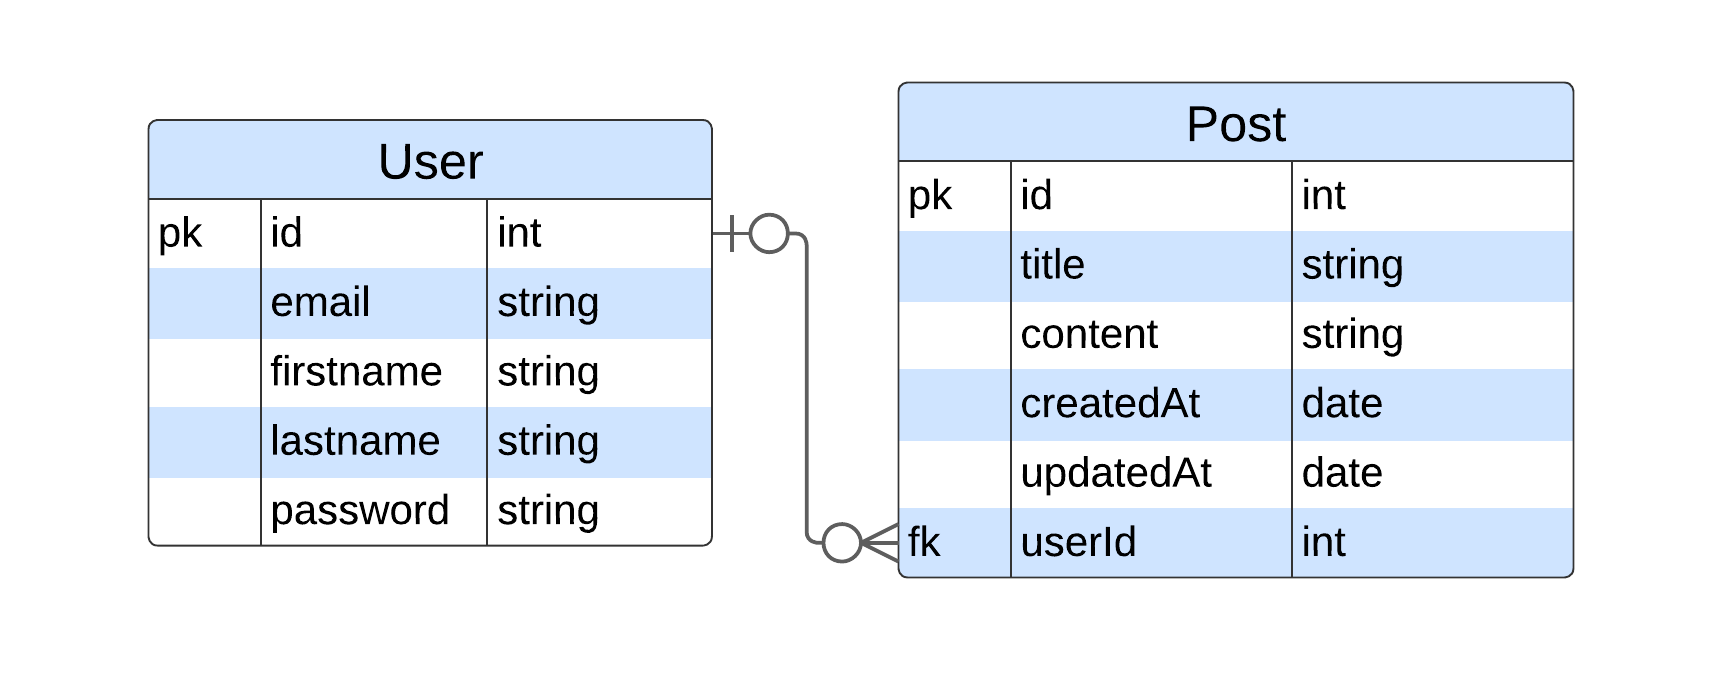 User
pk id int
email string
firstname string
lastname string
password string
Post
pk id int
title string
content string
createdAt date
updatedAt date
fk userId int